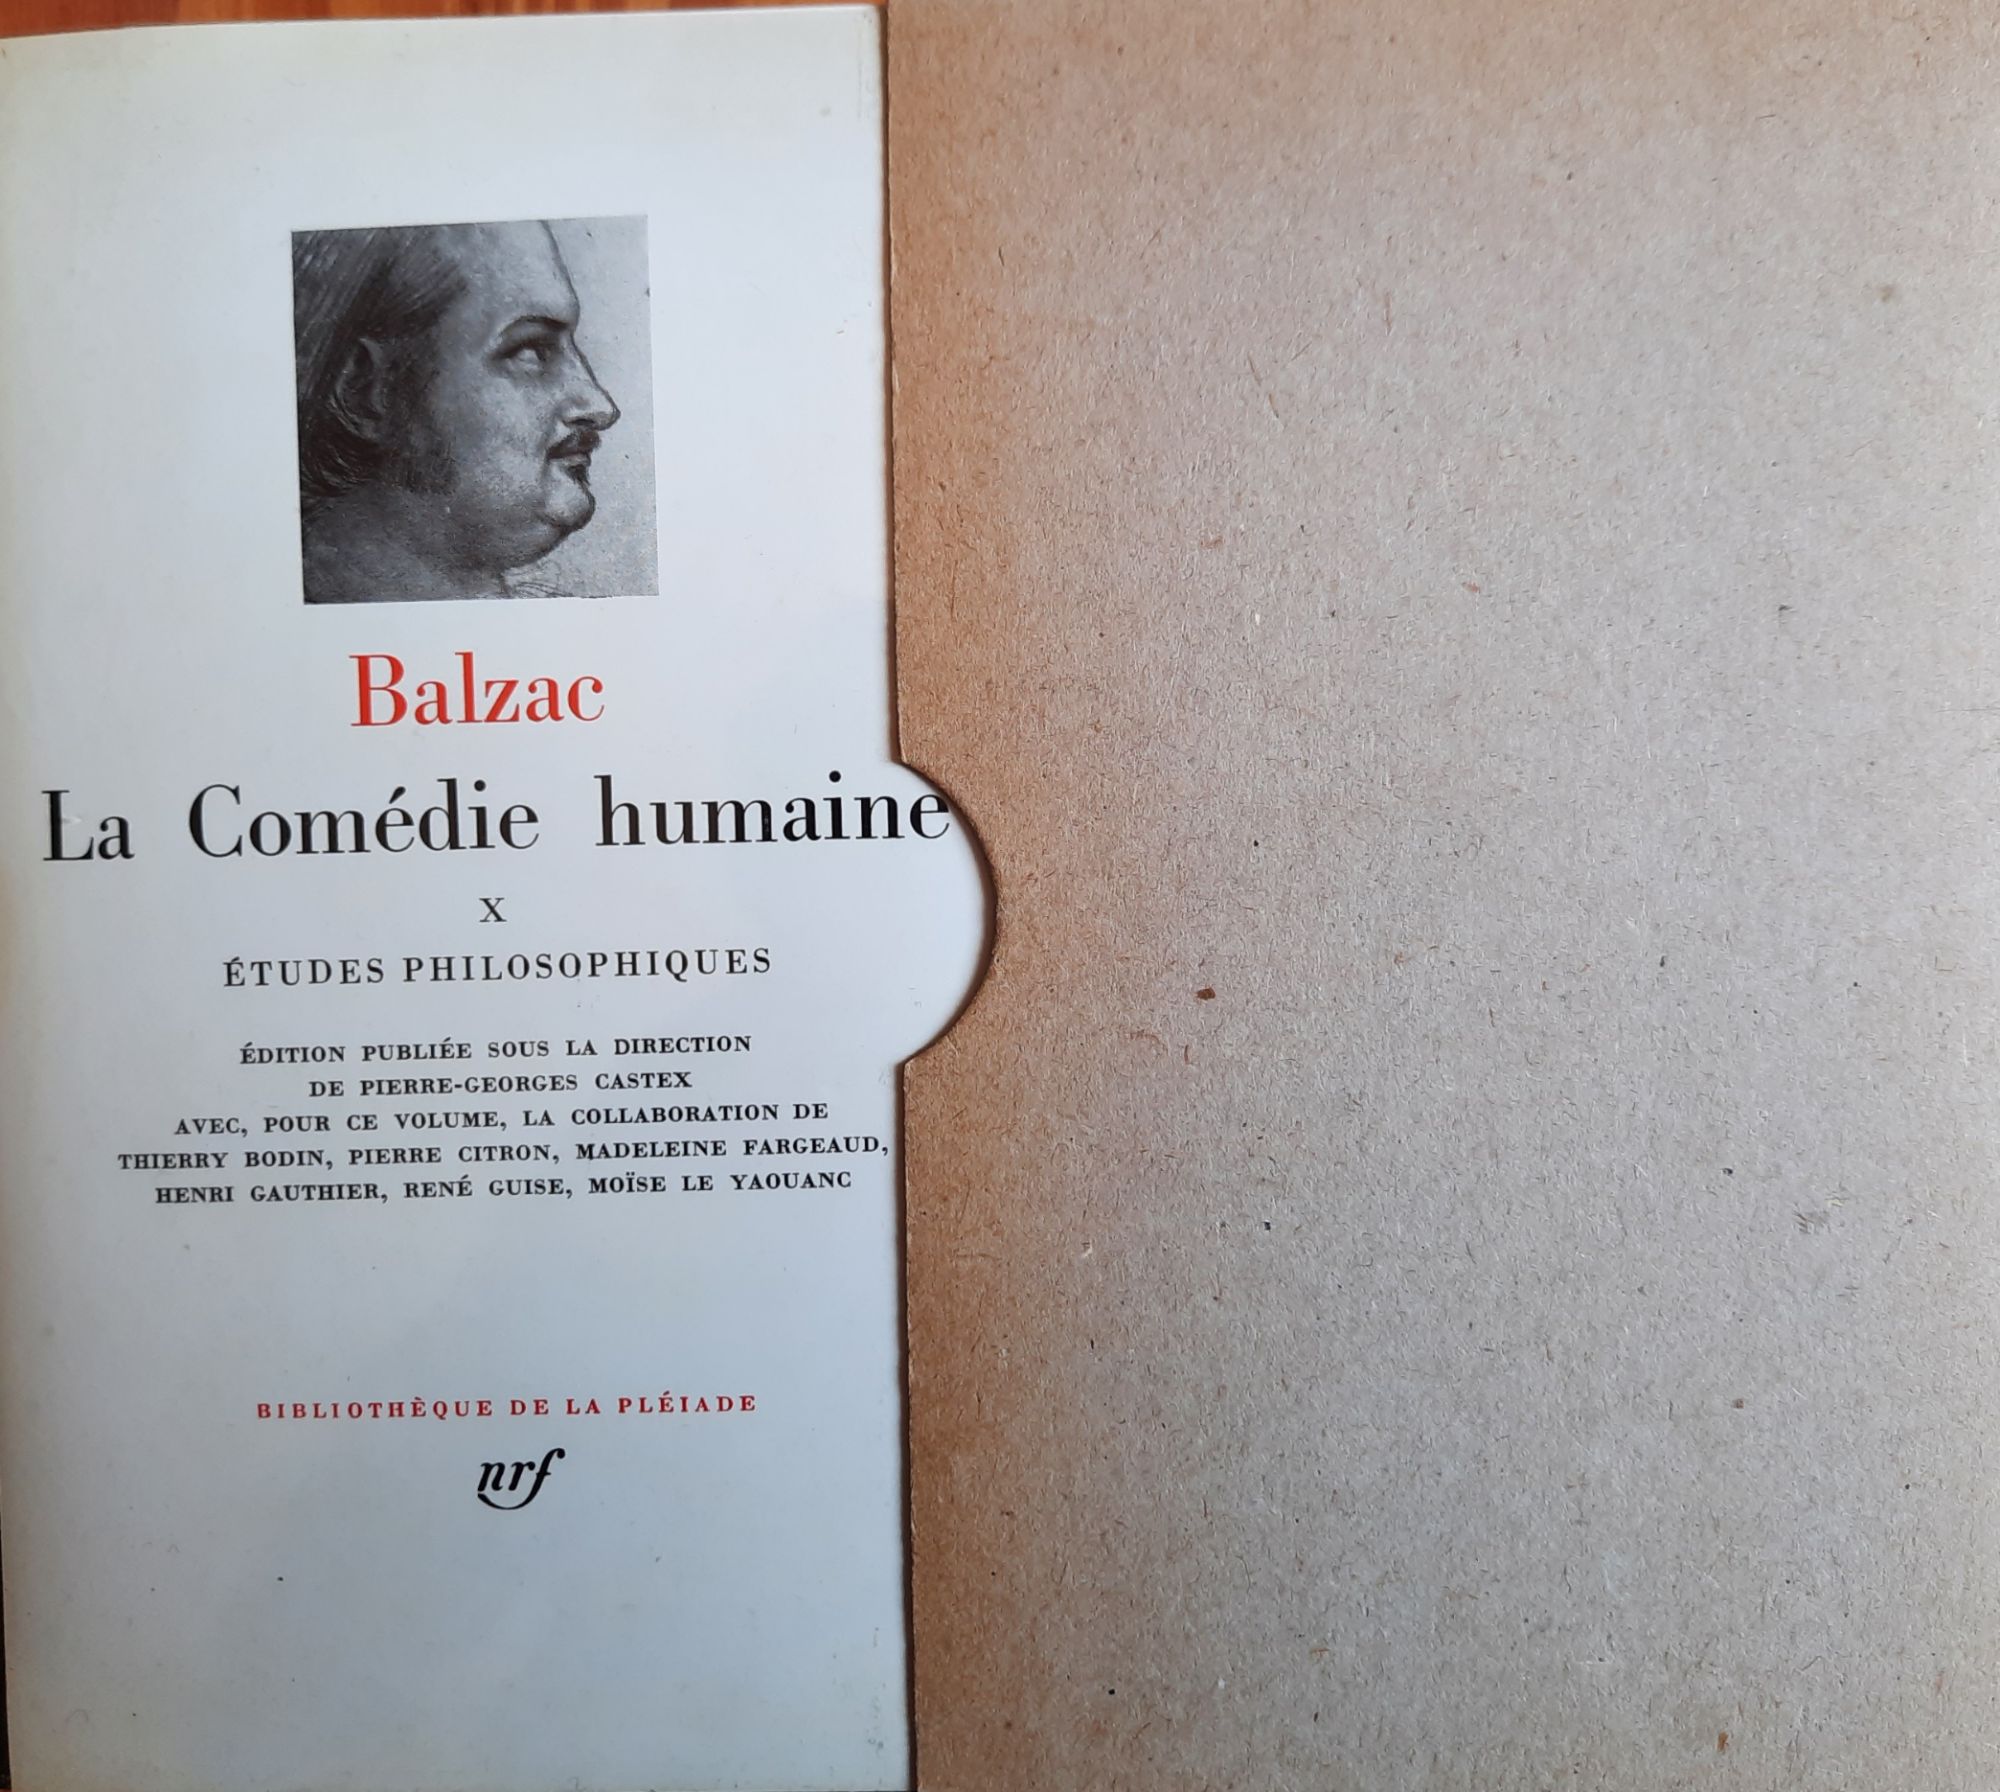 Balzac
La Comédie humaine
X
ÉTUDES PHILOSOPHIQUES
ÉDITION PUBLIÉE SOUS LA DIRECTION
DE PIERRE-GEORGES CASTEX
AVEC, POUR CE VOLUME, LA COLLABORATION DE
THIERRY BODIN, PIERRE CITRON, MADELEINE FARGEAUD,
HENRI GAUTHIER, RENÉ GUISE, MOÏSE LE YAOUANC
BIBLIOTHÈQUE DE LA PLÉIADE
nrf